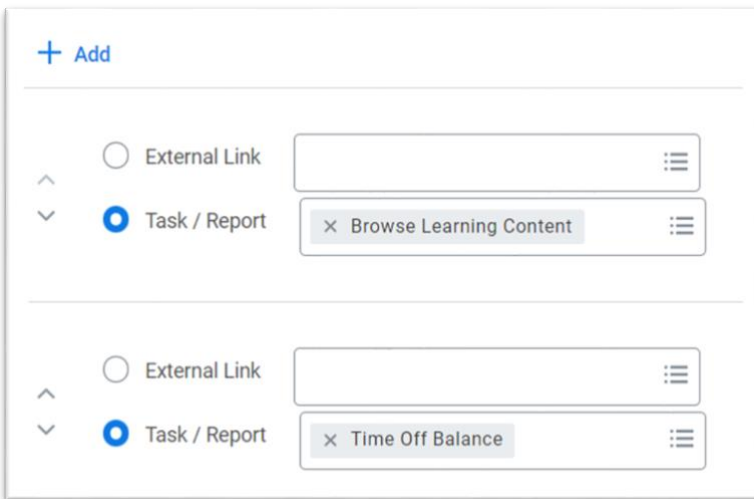 Add
External Link
Task / Report
Browse Learning Content
External Link
Task / Report
Time Off Balance